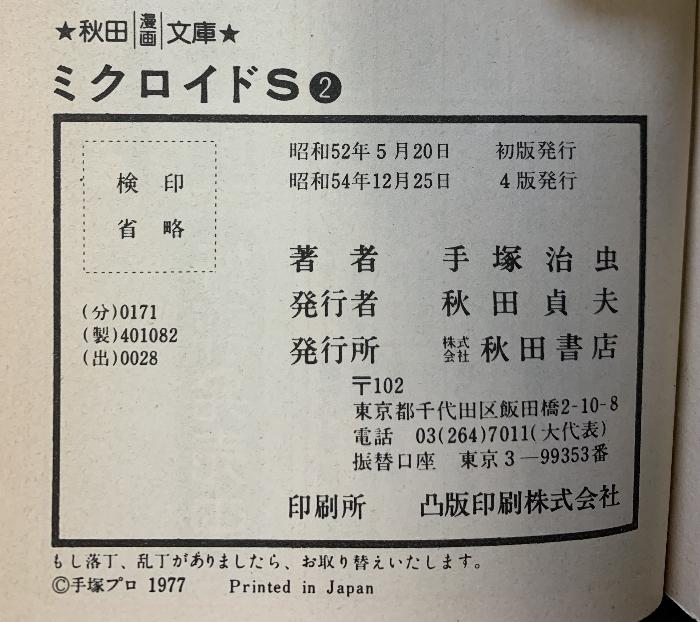 ★秋田漫画文庫★
ミクロイドS❷
検印
省略
昭和52年5月20日　初版発行
昭和54年12月25日　4版発行
著者　手塚治虫
発行者　秋田貞夫
発行所　株式会社秋田書店
(分)0171
(製)401082
(出)0028
〒102
東京都千代田区飯田橋2-10-8
電話　03(264)7011(大代表)
振替口座　東京3―99353番
印刷所　凸版印刷株式会社
もし落丁、乱丁がありましたら、お取り替えいたします。
©手塚プロ 1977　Printed in Japan